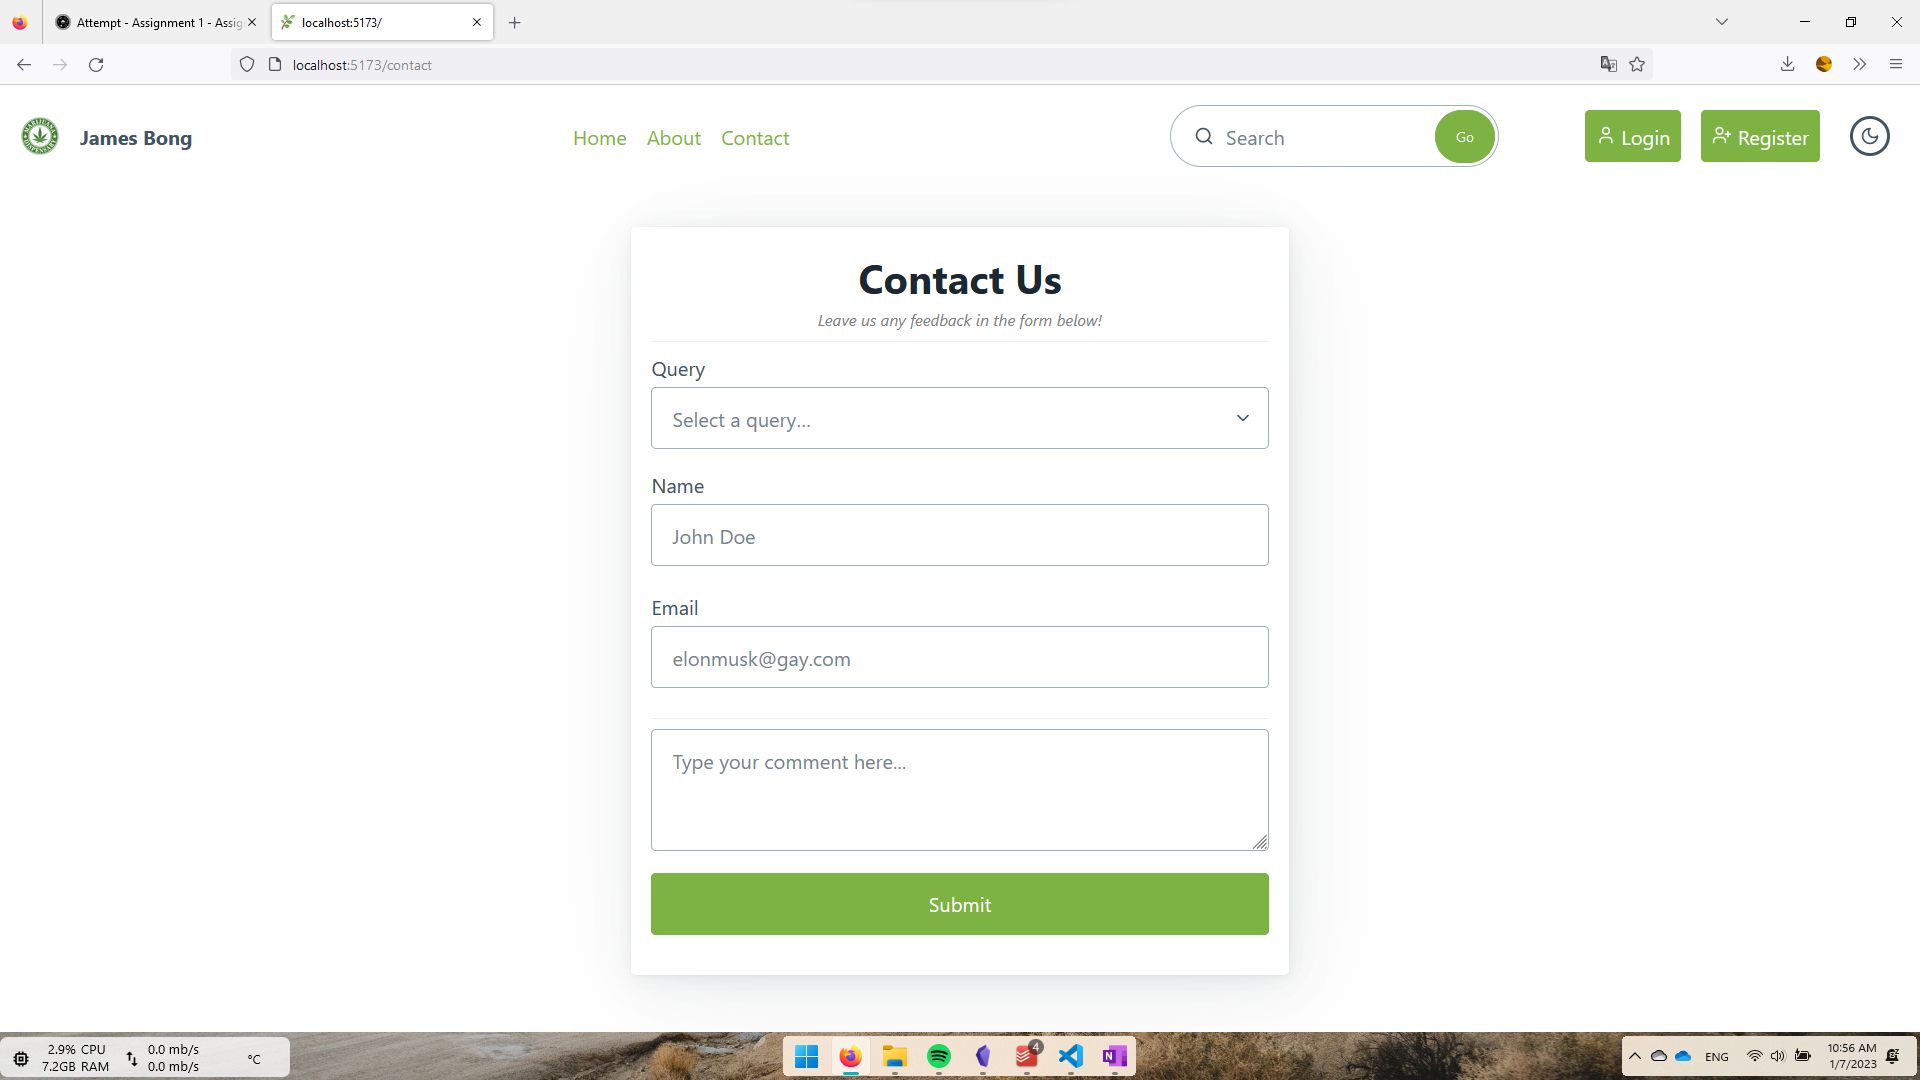 Attempt - Assignment 1 - Assig
localhost:5173/
localhost:5173/contact
James Bong
Home About Contact
Search Go
Login Register
Contact Us
Leave us any feedback in the form below!
Query
Select a query...
Name
John Doe
Email
elonmusk@gay.com
Type your comment here...
Submit
2.9% CPU 0.0 mb/s
7.2GB RAM 0.0 mb/s
°C
4
ENG
10:56 AM
1/7/2023